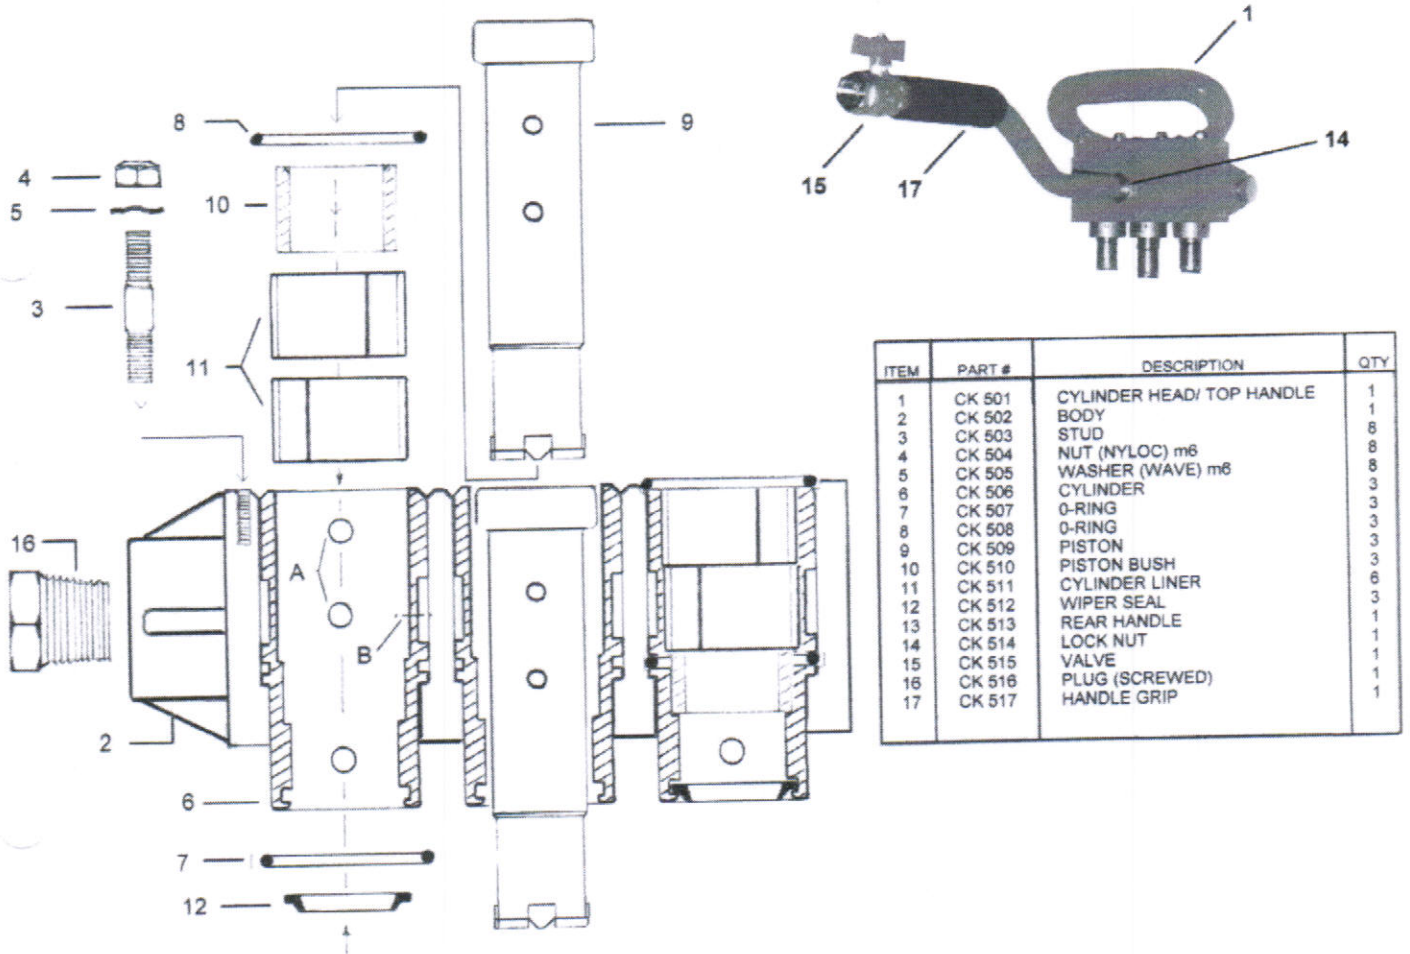 1
8
9
4
14
5
10
15
17
3
11
ITEM PART # DESCRIPTION QTY
1 CK 501 CYLINDER HEAD/ TOP HANDLE 1
2 CK 502 BODY 1
3 CK 503 STUD 8
4 CK 504 NUT (NYLOC) m6 8
5 CK 505 WASHER (WAVE) m6 8
6 CK 506 CYLINDER 3
7 CK 507 0-RING 3
8 CK 508 0-RING 3
9 CK 509 PISTON 3
10 CK 510 PISTON BUSH 3
11 CK 511 CYLINDER LINER 6
12 CK 512 WIPER SEAL 3
13 CK 513 REAR HANDLE 1
14 CK 514 LOCK NUT 1
15 CK 515 VALVE 1
16 CK 516 PLUG (SCREWED) 1
17 CK 517 HANDLE GRIP 1
16
A
B
2
6
7
12